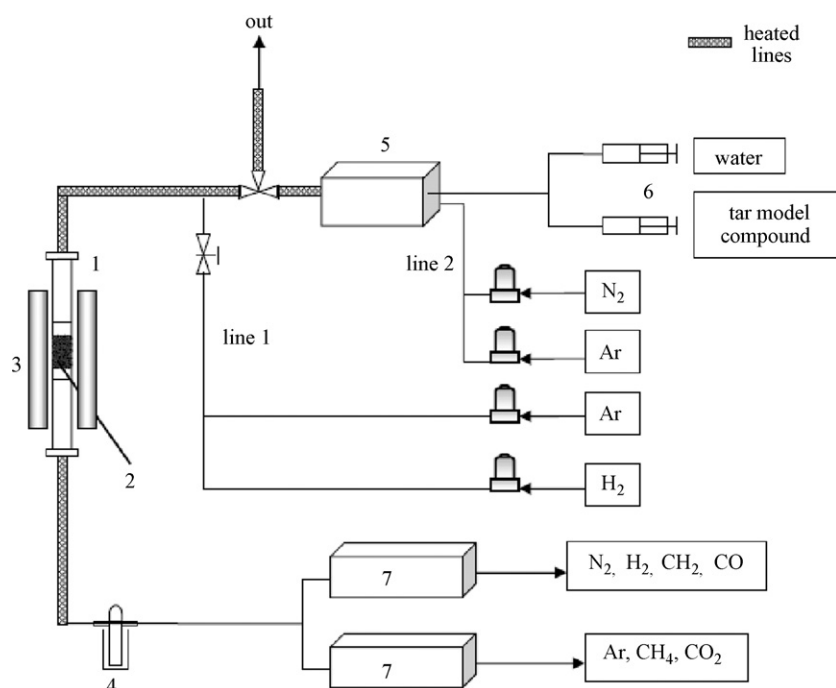 out
heated
lines
5
water
6
tar model
compound
1
line 2
N₂
line 1
Ar
3
Ar
2
H₂
7
N₂, H₂, CH₂, CO
7
Ar, CH₄, CO₂
4